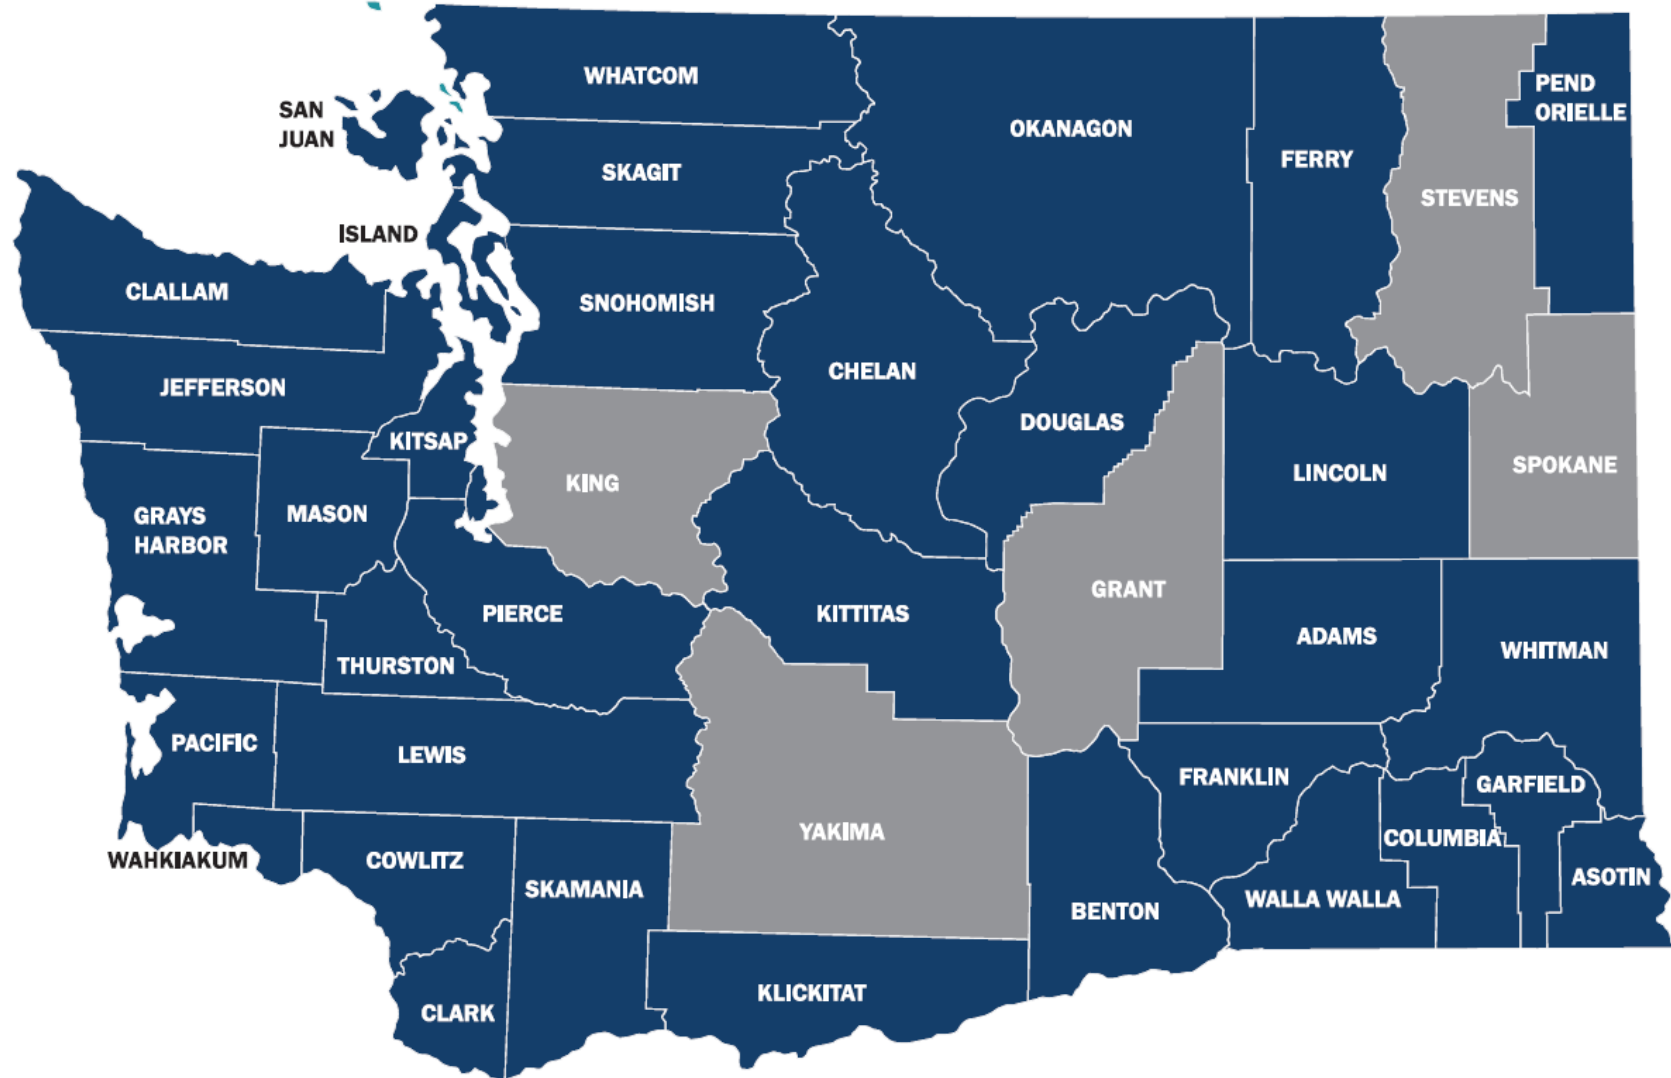 WHATCOM
PEND
ORIELLE
SAN
JUAN
OKANAGON
FERRY
SKAGIT
STEVENS
ISLAND
CLALLAM
SNOHOMISH
CHELAN
JEFFERSON
DOUGLAS
KITSAP
SPOKANE
LINCOLN
KING
GRAYS
HARBOR
MASON
GRANT
PIERCE
KITTITAS
ADAMS
WHITMAN
THURSTON
PACIFIC
LEWIS
FRANKLIN
GARFIELD
YAKIMA
COLUMBIA
WAHKIAKUM
COWLITZ
SKAMANIA
ASOTIN
WALLA WALLA
BENTON
KLICKITAT
CLARK